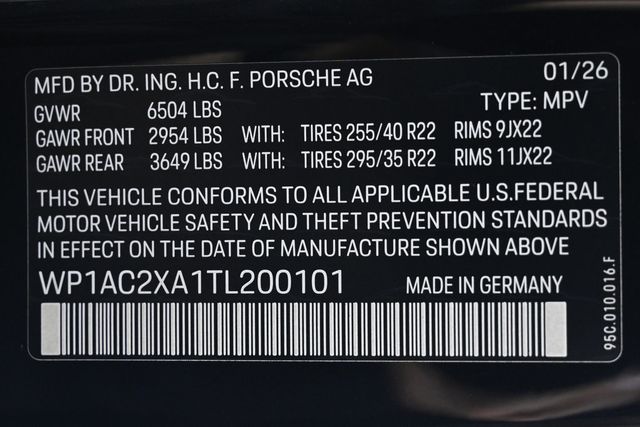 MFD BY DR. ING. H.C. F. PORSCHE AG 01/26
GVWR 6504 LBS TYPE: MPV
GAWR FRONT 2954 LBS WITH: TIRES 255/40 R22 RIMS 9JX22
GAWR REAR 3649 LBS WITH: TIRES 295/35 R22 RIMS 11JX22
THIS VEHICLE CONFORMS TO ALL APPLICABLE U.S.FEDERAL
MOTOR VEHICLE SAFETY AND THEFT PREVENTION STANDARDS
IN EFFECT ON THE DATE OF MANUFACTURE SHOWN ABOVE
WP1AC2XA1TL200101 MADE IN GERMANY
95C.010.016.F